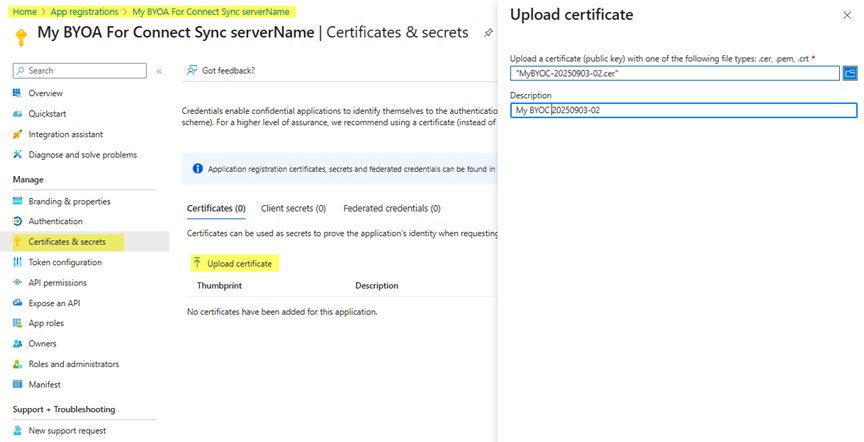 Home > App registrations > My BYOA For Connect Sync serverName
My BYOA For Connect Sync serverName | Certificates & secrets
Search
Got feedback?
Overview
Quickstart
Integration assistant
Diagnose and solve problems
Manage
Branding & properties
Authentication
Certificates & secrets
Token configuration
API permissions
Expose an API
App roles
Owners
Roles and administrators
Manifest
Support + Troubleshooting
New support request
Credentials enable confidential applications to identify themselves to the authentication
scheme). For a higher level of assurance, we recommend using a certificate (instead of
Application registration certificates, secrets and federated credentials can be found in
Certificates (0) Client secrets (0) Federated credentials (0)
Certificates can be used as secrets to prove the application's identity when requesting
Upload certificate
Thumbprint Description
No certificates have been added for this application.
Upload certificate
Upload a certificate (public key) with one of the following file types: .cer, .pem, .crt *
"MyBYOC-20250903-02.cer"
Description
My BYOC 20250903-02